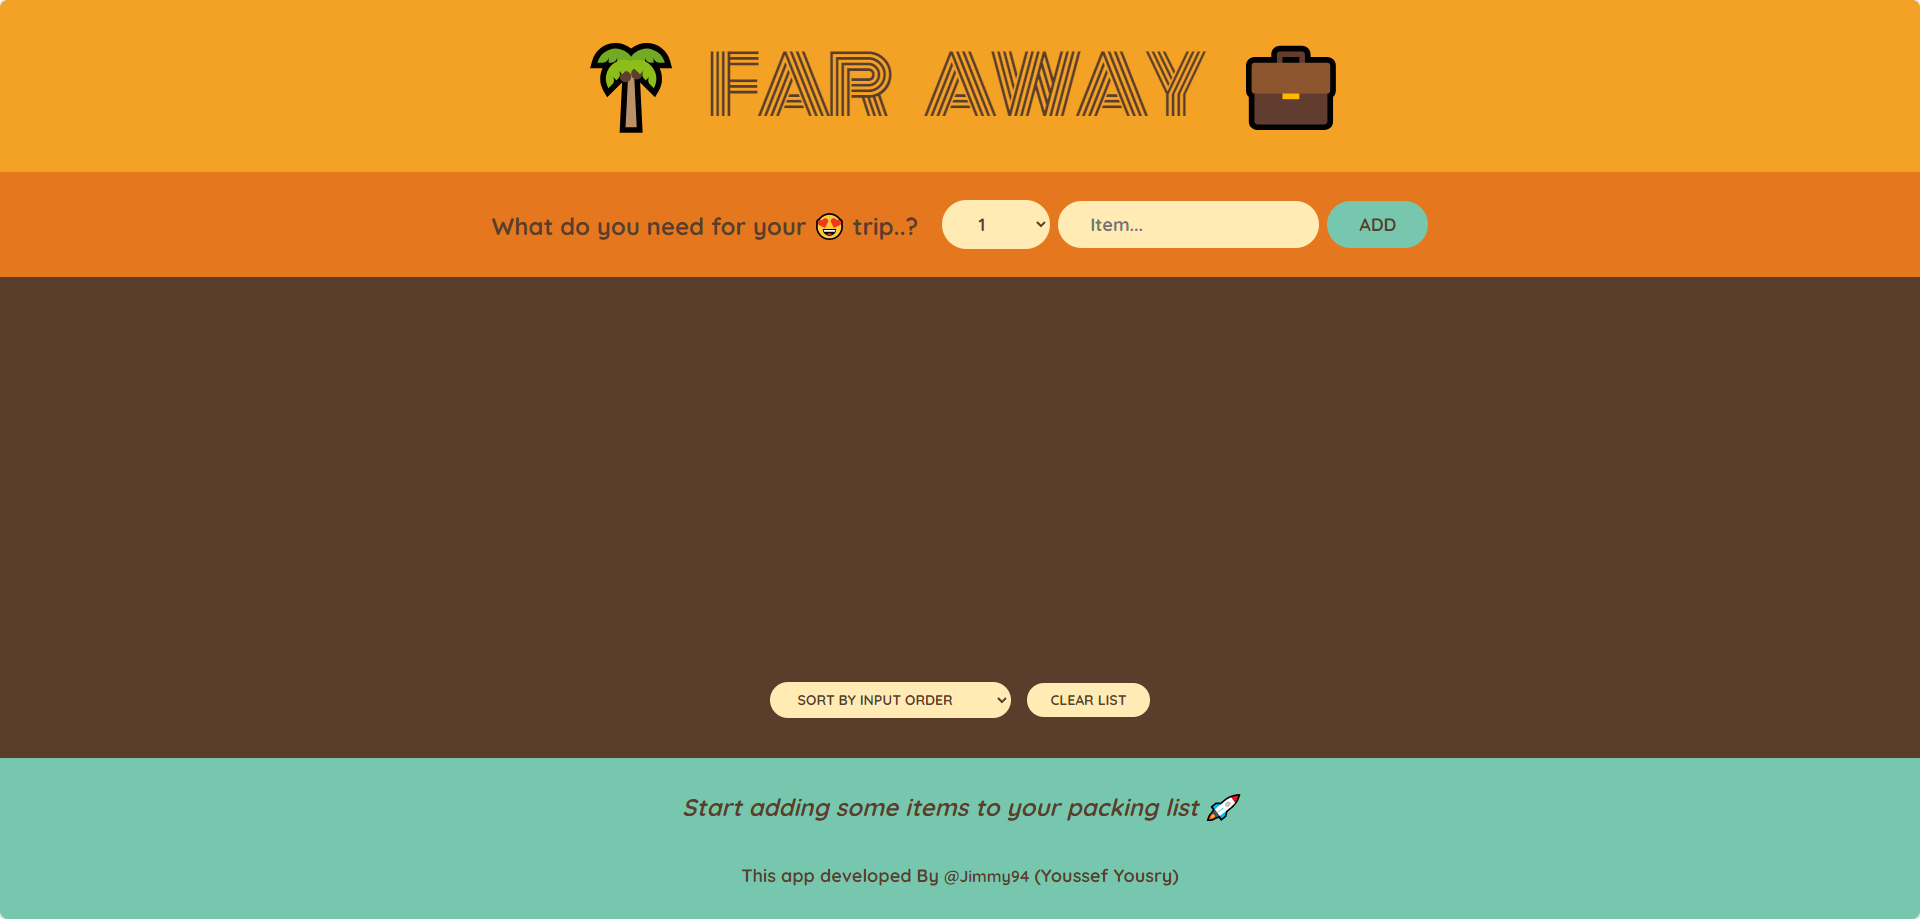 FAR AWAY
What do you need for your 😍 trip..? 1 Item... ADD
SORT BY INPUT ORDER CLEAR LIST
Start adding some items to your packing list 🚀
This app developed By @Jimmy94 (Youssef Yousry)